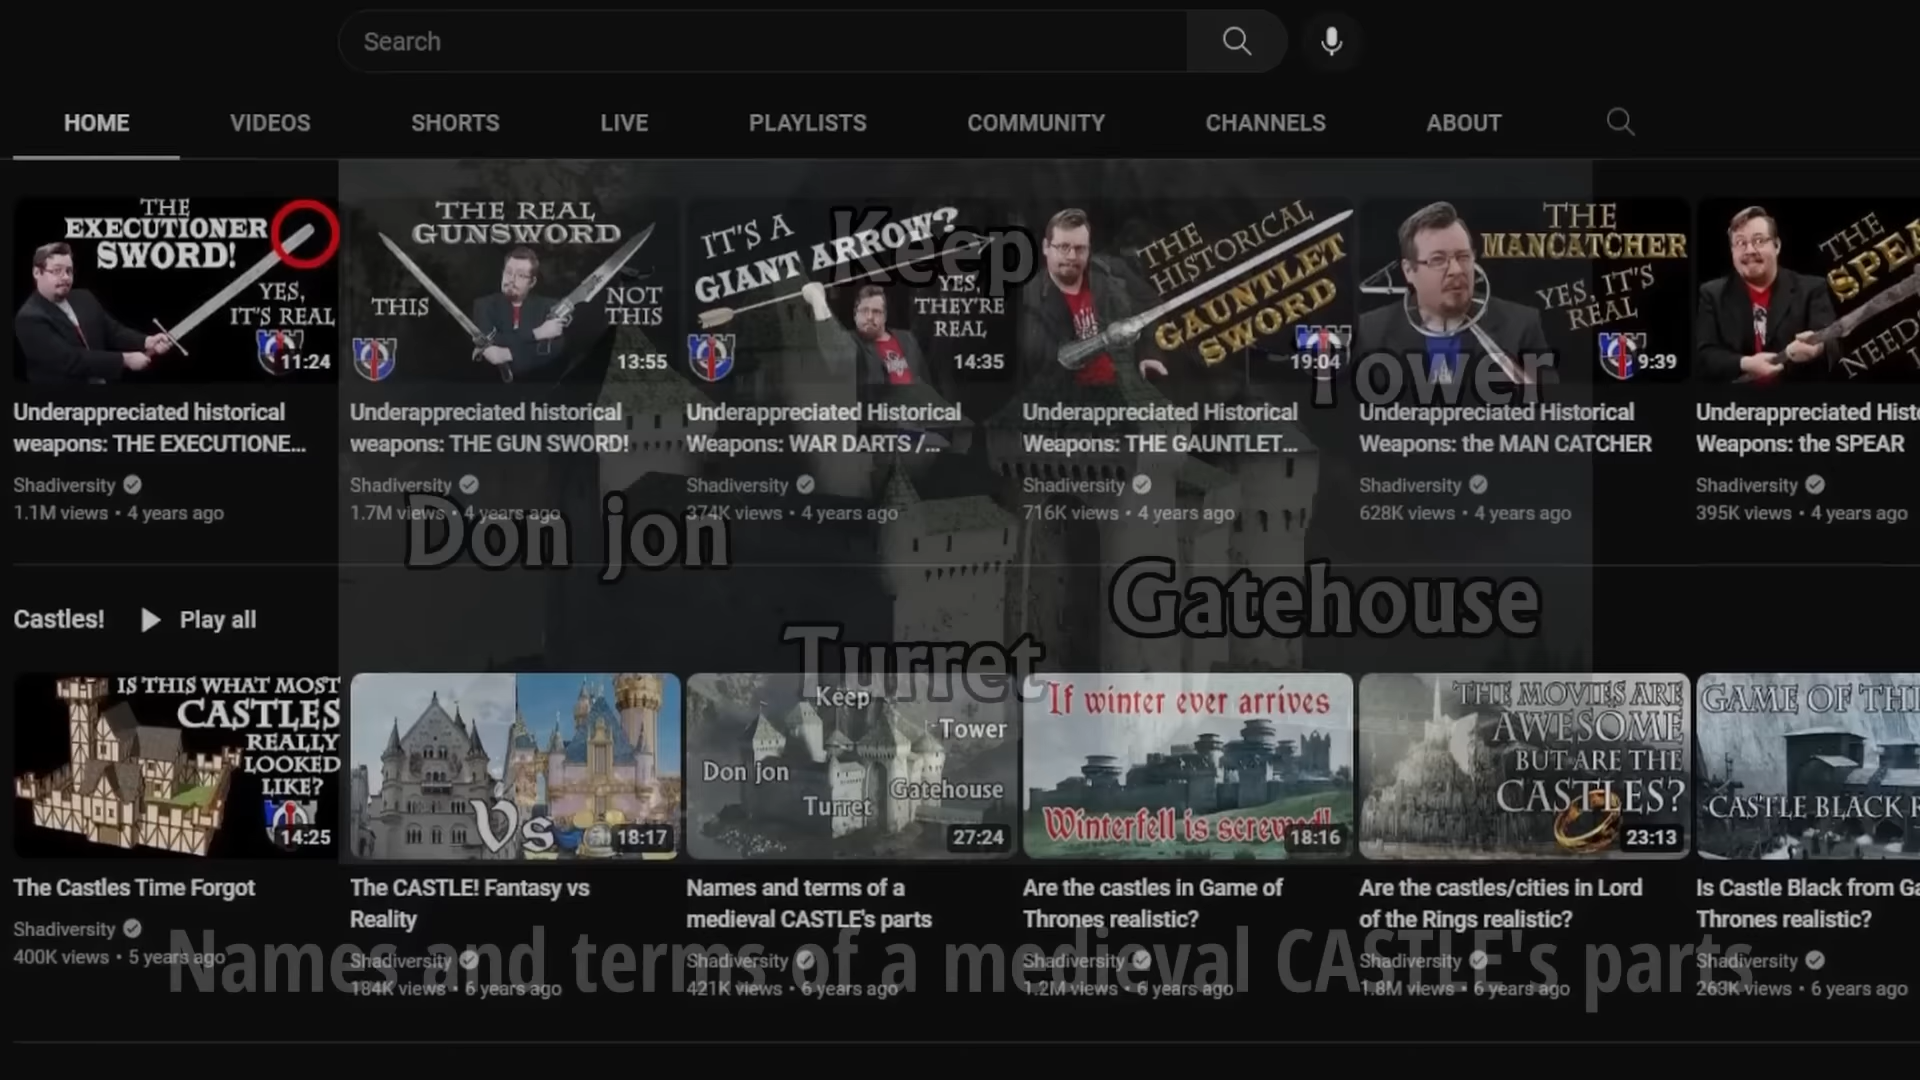 Search
HOME
VIDEOS
SHORTS
LIVE
PLAYLISTS
COMMUNITY
CHANNELS
ABOUT
THE
EXECUTIONER
SWORD!
YES,
IT'S REAL
11:24
THE REAL
GUNSWORD
THIS
NOT
THIS
13:55
IT'S A
GIANT ARROW?
YES,
THEY'RE
REAL
14:35
THE
HISTORICAL
GAUNTLET
SWORD
19:04
THE
MANCATCHER
YES, IT'S
REAL
9:39
THE
Keep
Tower
Underappreciated historical
weapons: THE EXECUTIONE...
Shadiversity
1.1M views • 4 years ago
Underappreciated historical
weapons: THE GUN SWORD!
Shadiversity
1.7M views • 4 years ago
Underappreciated Historical
Weapons: WAR DARTS /...
Shadiversity
374K views • 4 years ago
Underappreciated Historical
Weapons: THE GAUNTLET...
Shadiversity
716K views • 4 years ago
Underappreciated Historical
Weapons: the MAN CATCHER
Shadiversity
628K views • 4 years ago
Underappreciated Histo
Weapons: the SPEAR
Shadiversity
395K views • 4 years ago
Don jon
Gatehouse
Turret
Castles!
Play all
IS THIS WHAT MOST
CASTLES
REALLY
LOOKED
LIKE?
14:25
Vs
18:17
Keep
Tower
Don jon
Gatehouse
Turret
27:24
If winter ever arrives
Winterfell is screwed!
18:16
THE MOVIES ARE
AWESOME
BUT ARE THE
CASTLES?
23:13
GAME OF THE
CASTLE BLACK
The Castles Time Forgot
Shadiversity
400K views • 5 years ago
The CASTLE! Fantasy vs
Reality
Shadiversity
184K views • 6 years ago
Names and terms of a
medieval CASTLE's parts
Shadiversity
421K views • 6 years ago
Are the castles in Game of
Thrones realistic?
Shadiversity
1.2M views • 6 years ago
Are the castles/cities in Lord
of the Rings realistic?
Shadiversity
1.8M views • 6 years ago
Is Castle Black from Ga
Thrones realistic?
Shadiversity
263K views • 6 years ago
Names and terms of a medieval CASTLE's parts